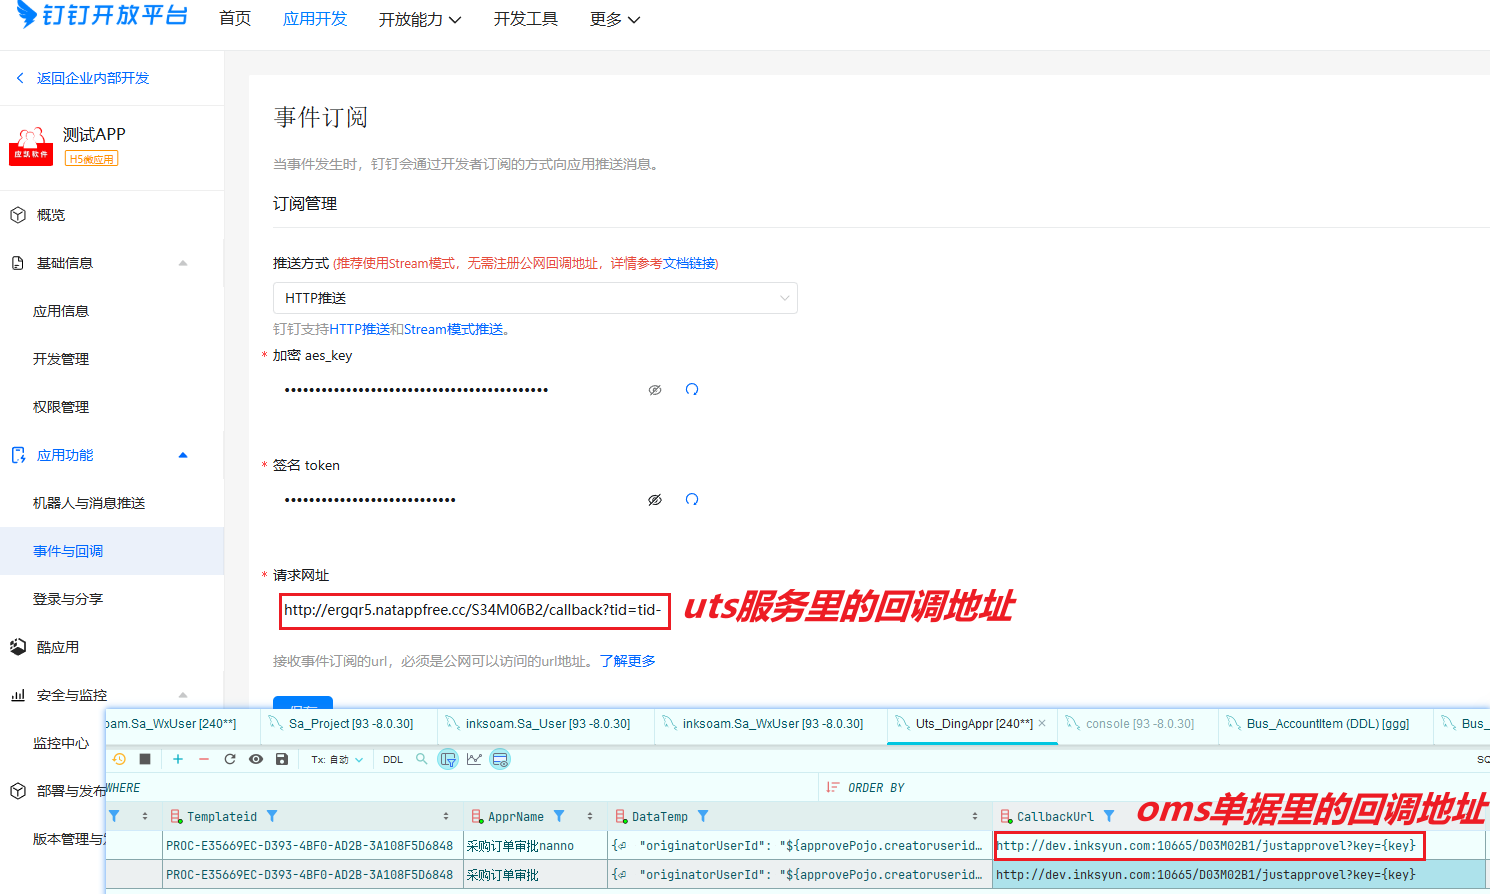 钉钉开放平台 首页 应用开发 开放能力 开发工具 更多
返回企业内部开发
测试APP
H5微应用
应凯软件
概览
基础信息
应用信息
开发管理
权限管理
应用功能
机器人与消息推送
事件与回调
登录与分享
酷应用
安全与监控
监控中心
部署与发布
版本管理与
事件订阅
当事件发生时，钉钉会通过开发者订阅的方式向应用推送消息。
订阅管理
推送方式 (推荐使用Stream模式，无需注册公网回调地址，详情参考文档链接)
HTTP推送
钉钉支持HTTP推送和Stream模式推送。
* 加密 aes_key
* 签名 token
* 请求网址
http://ergqr5.natappfree.cc/S34M06B2/callback?tid=tid-
uts服务里的回调地址
接收事件订阅的url，必须是公网可以访问的url地址。了解更多
保存
oam.Sa_WxUser [240**] Sa_Project [93 -8.0.30] inksoam.Sa_User [93 -8.0.30] inksoam.Sa_WxUser [93 -8.0.30] Uts_DingAppr [240**] console [93 -8.0.30] Bus_AccountItem (DDL) [ggg] Bus_
Tx: 自动 DDL SQ
WHERE ORDER BY
Templateid ApprName DataTemp CallbackUrl
oms单据里的回调地址
PROC-E35669EC-D393-4BF0-AD2B-3A108F5D6848 采购订单审批nanno {⏎ "originatorUserId": "${approvePojo.creatoruserid… http://dev.inksyun.com:10665/D03M02B1/justapprovel?key={key}
PROC-E35669EC-D393-4BF0-AD2B-3A108F5D6848 采购订单审批 {⏎ "originatorUserId": "${approvePojo.creatoruserid… http://dev.inksyun.com:10665/D03M02B1/justapprovel?key={key}